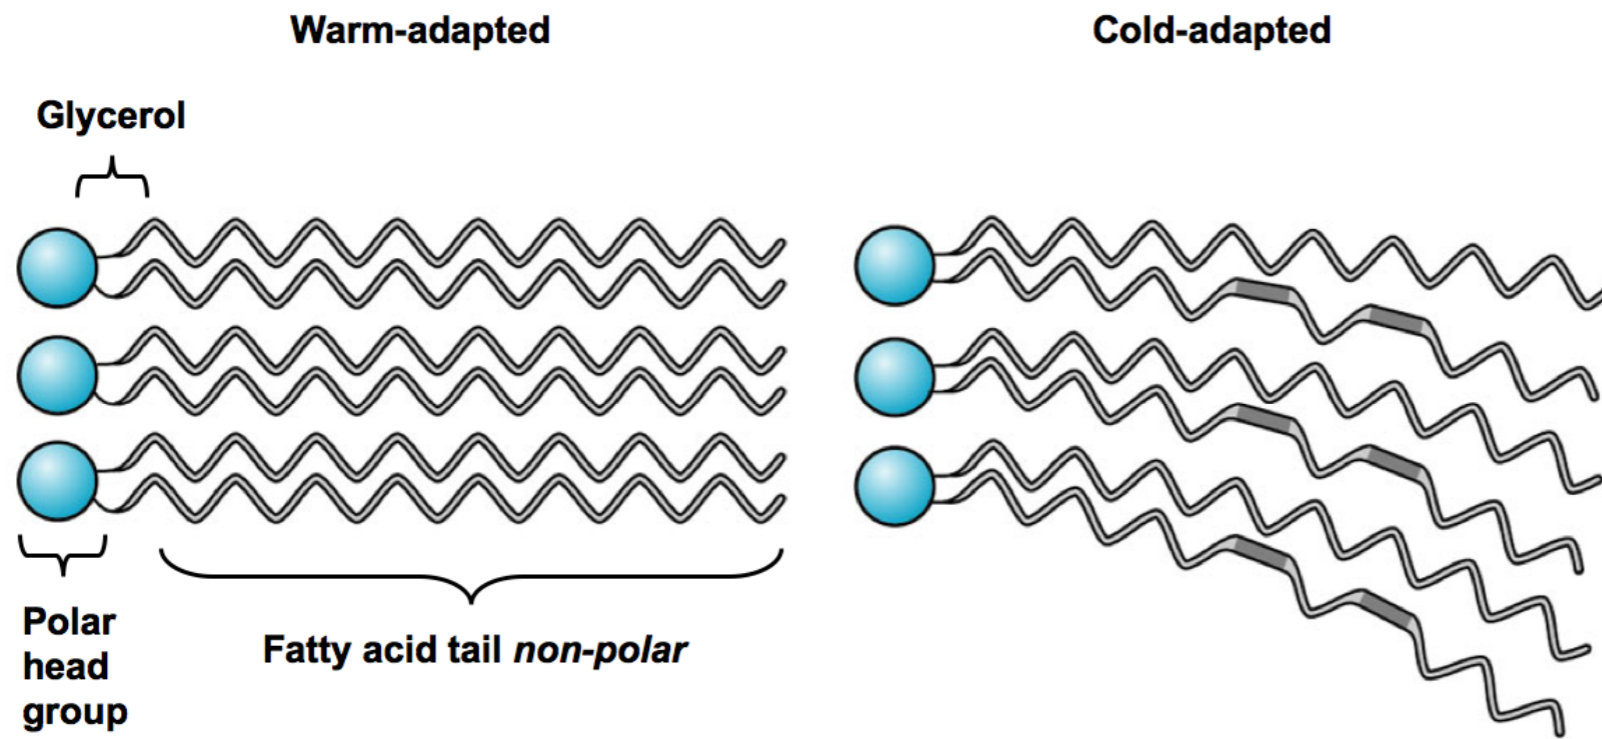 Warm-adapted
Cold-adapted
Glycerol
Polar
head
group
Fatty acid tail non-polar